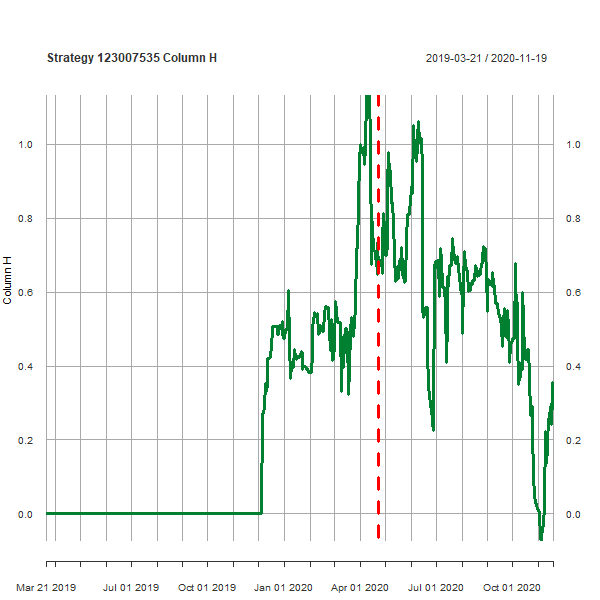 Strategy 123007535 Column H
2019-03-21 / 2020-11-19
Column H
1.0
0.8
0.6
0.4
0.2
0.0
1.0
0.8
0.6
0.4
0.2
0.0
Mar 21 2019
Jul 01 2019
Oct 01 2019
Jan 01 2020
Apr 01 2020
Jul 01 2020
Oct 01 2020